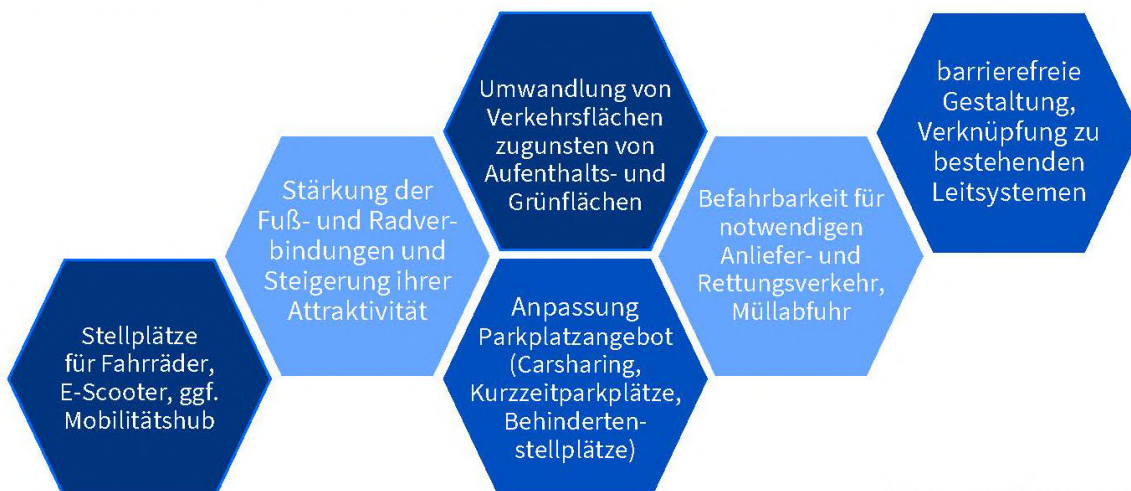 Stellplätze
für Fahrräder,
E-Scooter, ggf.
Mobilitätshub
Stärkung der
Fuß- und Radver-
bindungen und
Steigerung ihrer
Attraktivität
Umwandlung von
Verkehrsflächen
zugunsten von
Aufenthalts- und
Grünflächen
Anpassung
Parkplatzangebot
(Carsharing,
Kurzzeitparkplätze,
Behinderten-
stellplätze)
Befahrbarkeit für
notwendigen
Anliefer- und
Rettungsverkehr,
Müllabfuhr
barrierefreie
Gestaltung,
Verknüpfung zu
bestehenden
Leitsystemen